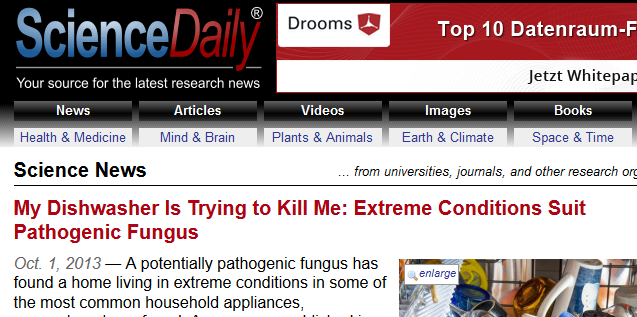 ScienceDaily®
Your source for the latest research news
Drooms
Top 10 Datenraum-F
Jetzt Whitepap
News Articles Videos Images Books
Health & Medicine Mind & Brain Plants & Animals Earth & Climate Space & Time
Science News
... from universities, journals, and other research org
My Dishwasher Is Trying to Kill Me: Extreme Conditions Suit
Pathogenic Fungus
Oct. 1, 2013 — A potentially pathogenic fungus has
found a home living in extreme conditions in some of
the most common household appliances,
enlarge